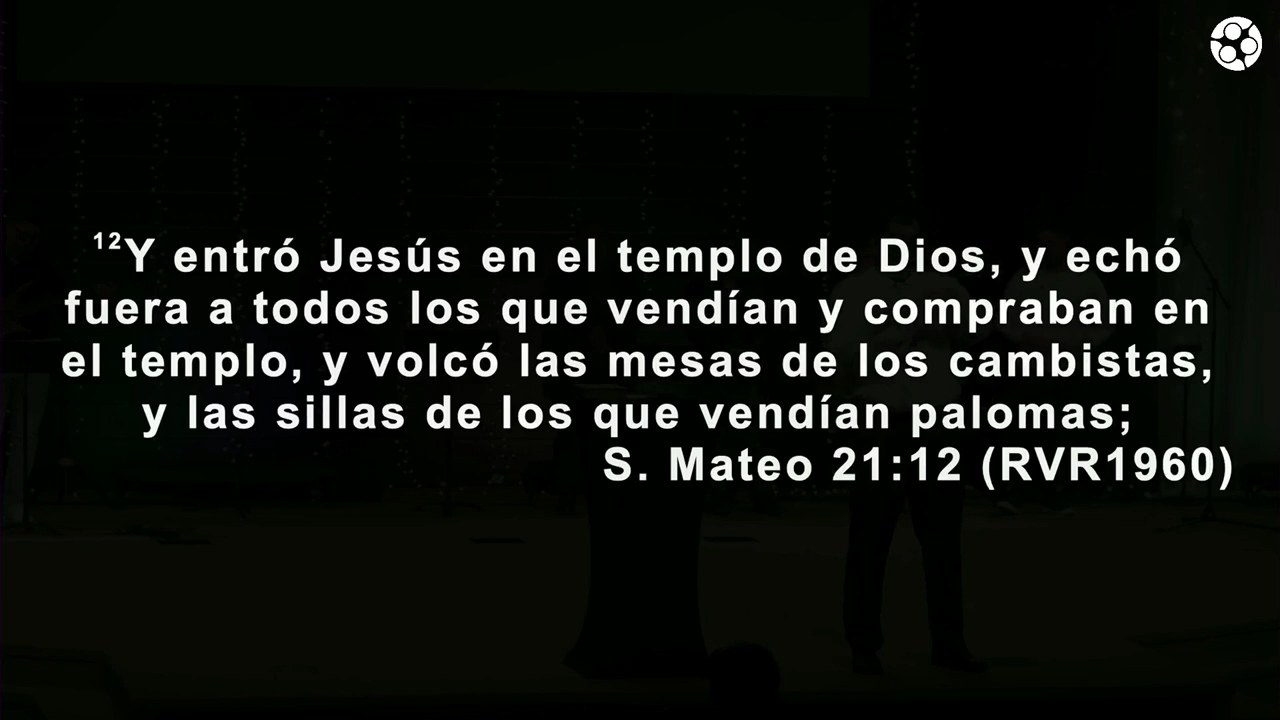 ¹²Y entró Jesús en el templo de Dios, y echó
fuera a todos los que vendían y compraban en
el templo, y volcó las mesas de los cambistas,
y las sillas de los que vendían palomas;
S. Mateo 21:12 (RVR1960)